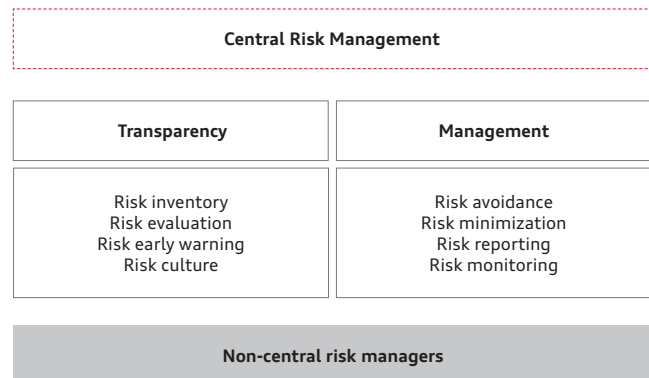 Central Risk Management
Transparency
Management
Risk inventory
Risk evaluation
Risk early warning
Risk culture
Risk avoidance
Risk minimization
Risk reporting
Risk monitoring
Non-central risk managers